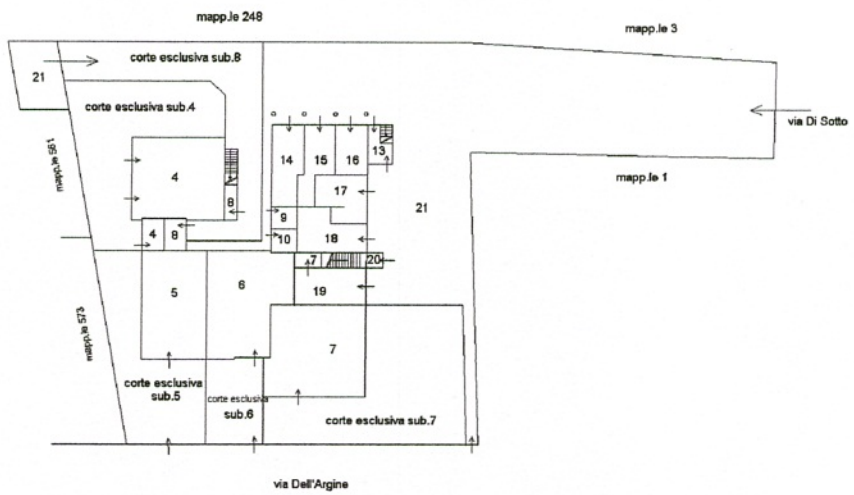 mapp.le 248
mapp.le 3
corte esclusiva sub.8
21
corte esclusiva sub.4
via Di Sotto
mapp.le 561
4
8
14
15
16
13
mapp.le 1
17
21
9
4
8
10
18
7
20
5
6
19
mapp.le 573
7
corte esclusiva
sub.5
corte esclusiva
sub.6
corte esclusiva sub.7
via Dell'Argine